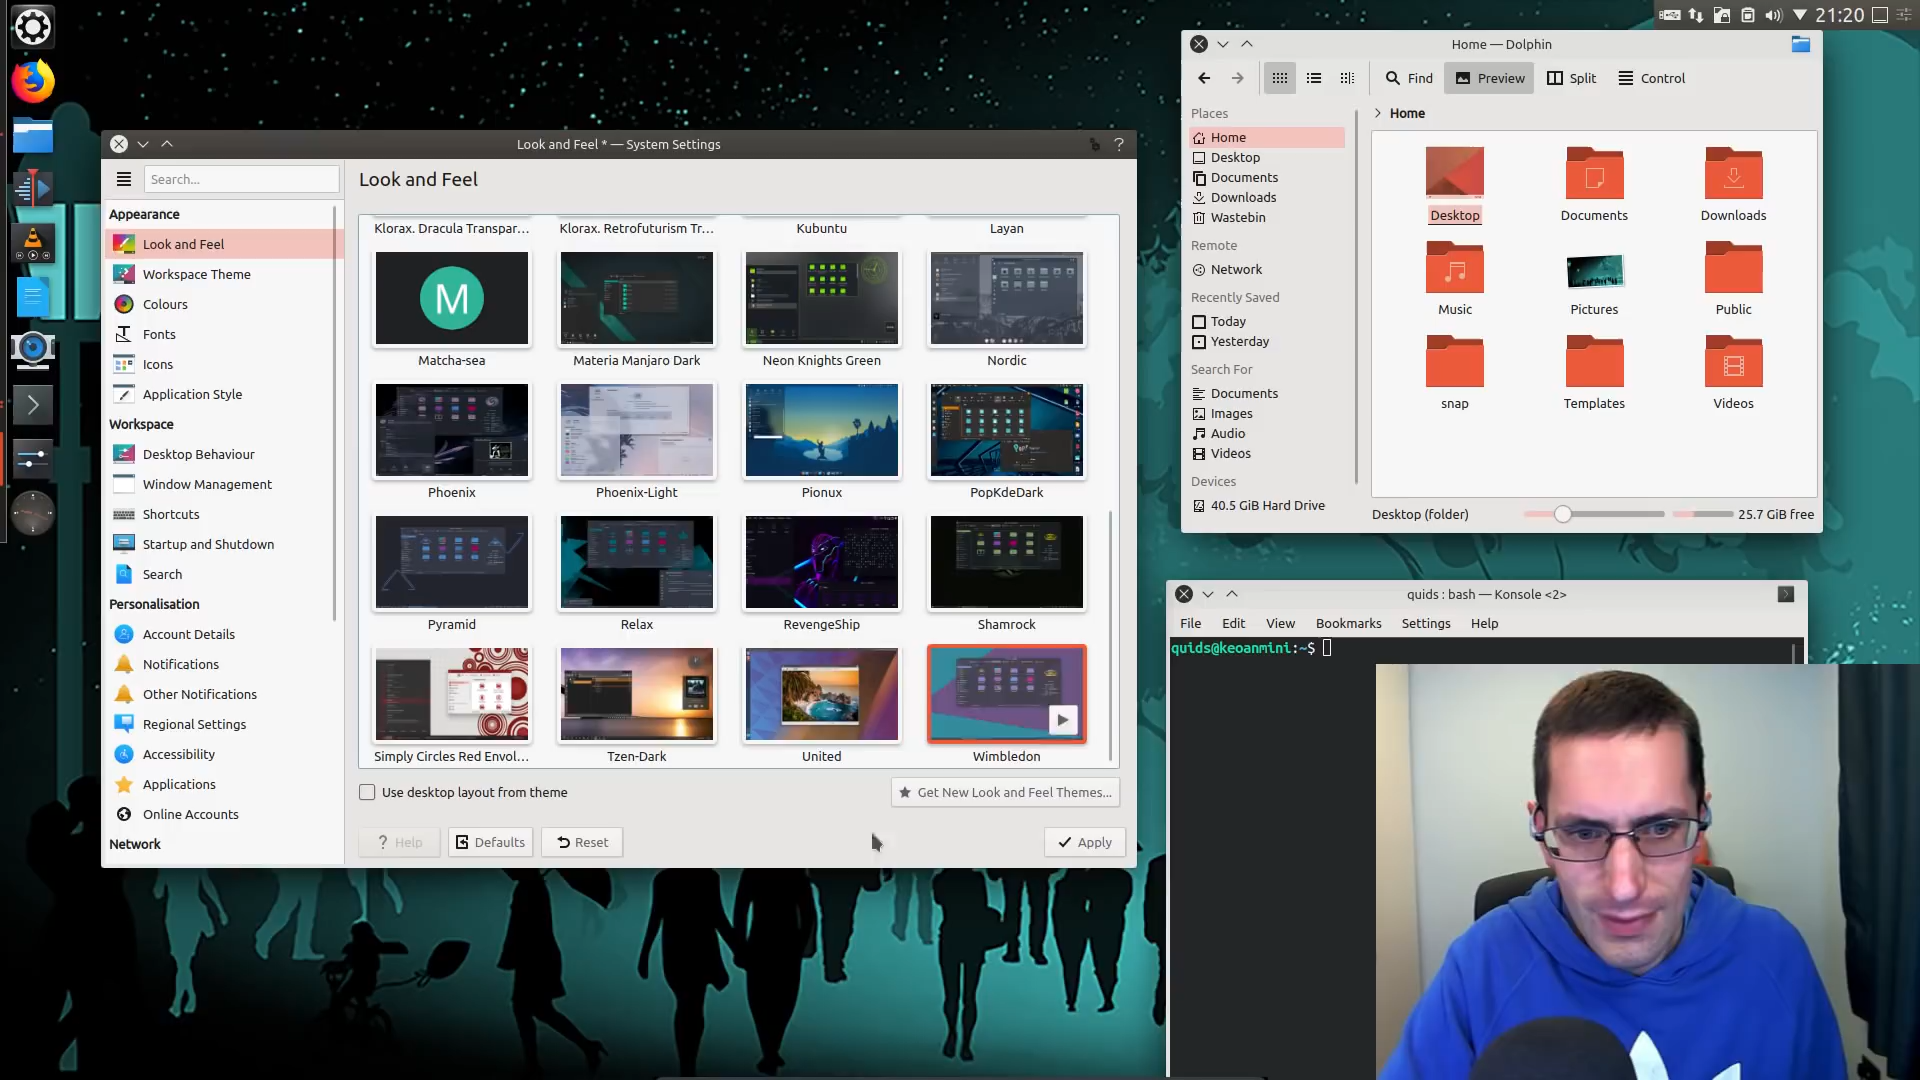 21:20
Look and Feel * — System Settings
?
Search...
Appearance
Look and Feel
Workspace Theme
Colours
Fonts
Icons
Application Style
Workspace
Desktop Behaviour
Window Management
Shortcuts
Startup and Shutdown
Search
Personalisation
Account Details
Notifications
Other Notifications
Regional Settings
Accessibility
Applications
Online Accounts
Network
Look and Feel
Klorax. Dracula Transpar...
Klorax. Retrofuturism Tr...
Kubuntu
Layan
M
Matcha-sea
Materia Manjaro Dark
Neon Knights Green
Nordic
Phoenix
Phoenix-Light
Pionux
PopKdeDark
Pyramid
Relax
RevengeShip
Shamrock
Simply Circles Red Envol...
Tzen-Dark
United
Wimbledon
Use desktop layout from theme
Get New Look and Feel Themes...
? Help
Defaults
Reset
Apply
Home — Dolphin
Find
Preview
Split
Control
Places
Home
Desktop
Documents
Downloads
Wastebin
Remote
Network
Recently Saved
Today
Yesterday
Search For
Documents
Images
Audio
Videos
Devices
40.5 GiB Hard Drive
> Home
Desktop
Documents
Downloads
Music
Pictures
Public
snap
Templates
Videos
Desktop (folder)
25.7 GiB free
quids : bash — Konsole <2>
File Edit View Bookmarks Settings Help
quids@keoanmini:~$